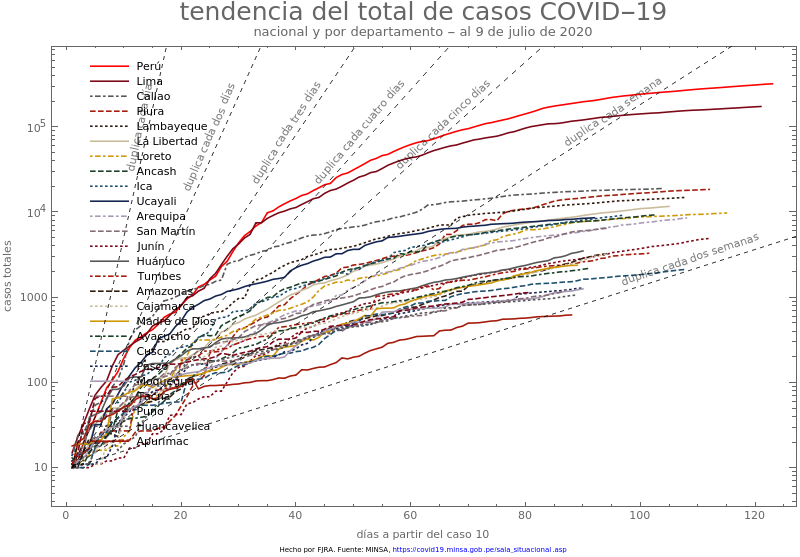 tendencia del total de casos COVID−19
nacional y por departamento − al 9 de julio de 2020
casos totales
10^5
10^4
1000
100
10
Perú
Lima
Callao
Piura
Lambayeque
La Libertad
Loreto
Ancash
Ica
Ucayali
Arequipa
San Martín
Junín
Huánuco
Tumbes
Amazonas
Cajamarca
Madre de Dios
Ayacucho
Cusco
Pasco
Moquegua
Tacna
Puno
Huancavelica
Apurímac
duplica cada día
duplica cada dos días
duplica cada tres días
duplica cada cuatro días
duplica cada cinco días
duplica cada semana
duplica cada dos semanas
0 20 40 60 80 100 120
días a partir del caso 10
Hecho por FJRA. Fuente: MINSA, https://covid19.minsa.gob.pe/sala_situacional.asp